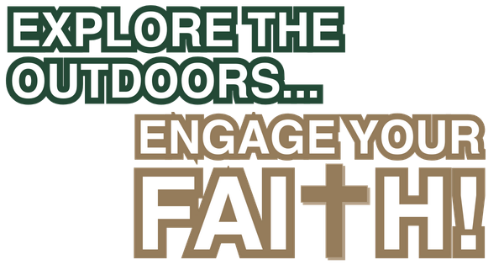 EXPLORE THE
OUTDOORS...
ENGAGE YOUR
FAITH!